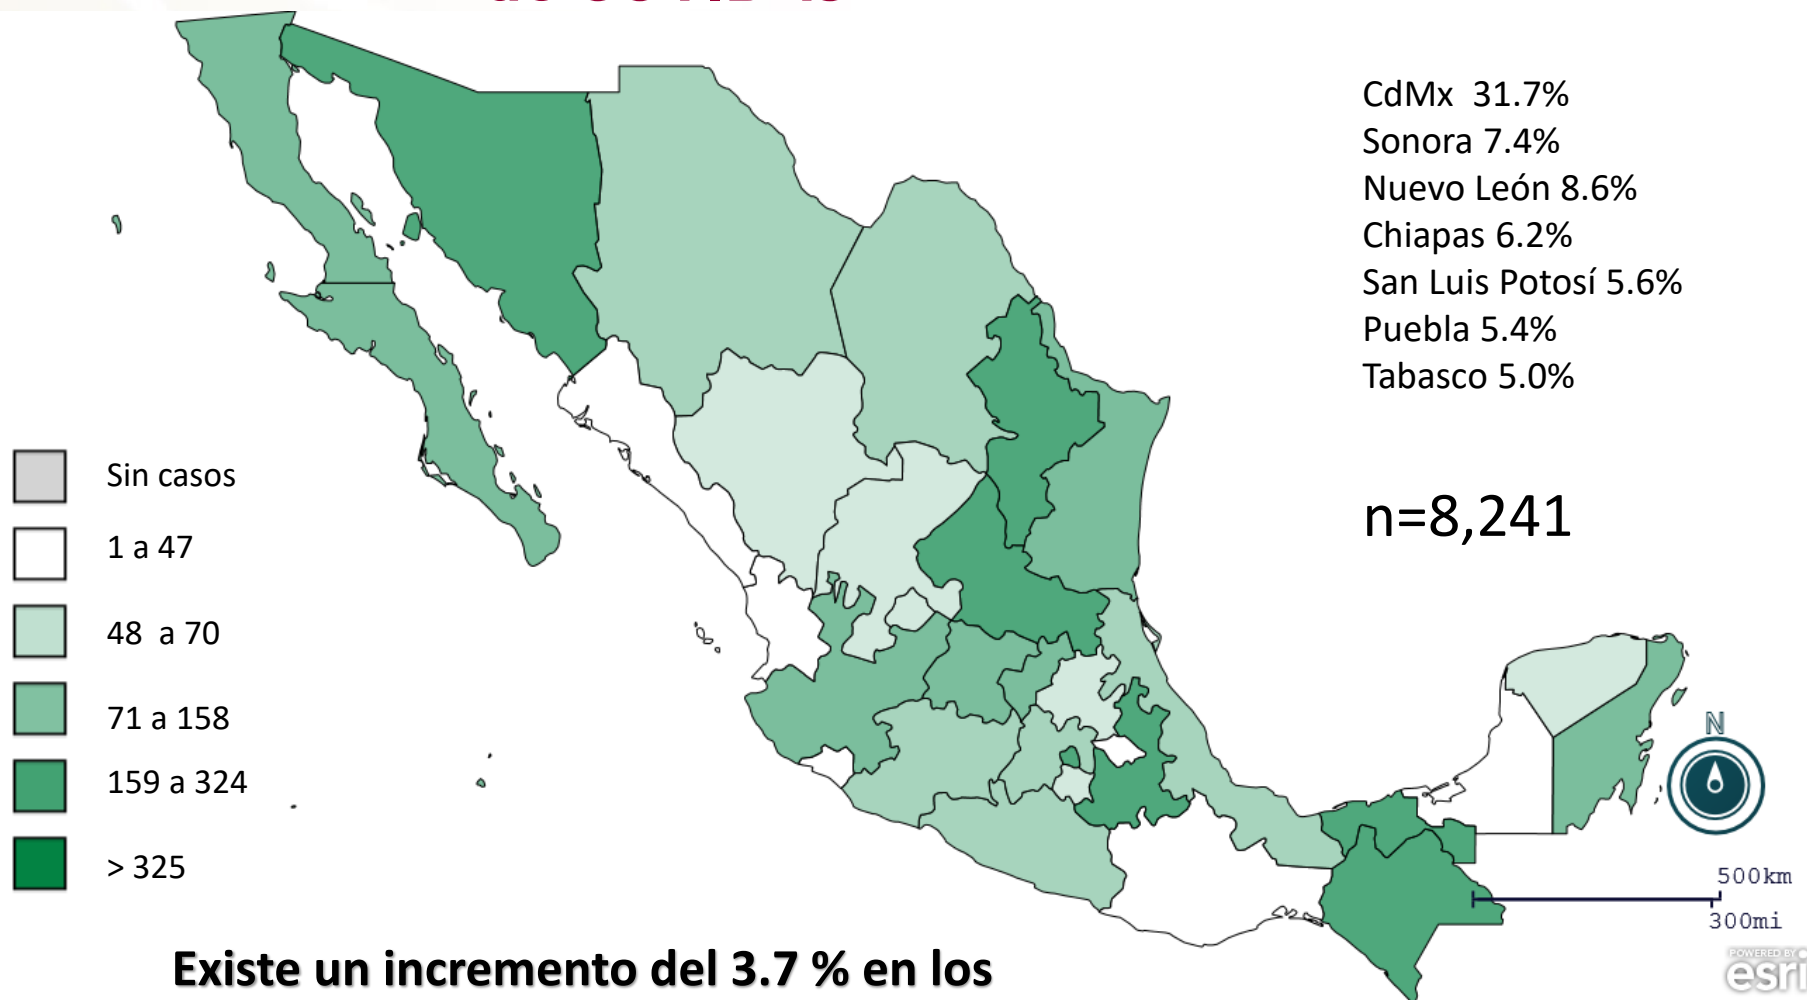 CdMx 31.7%
Sonora 7.4%
Nuevo León 8.6%
Chiapas 6.2%
San Luis Potosí 5.6%
Puebla 5.4%
Tabasco 5.0%
n=8,241
Sin casos
1 a 47
48 a 70
71 a 158
159 a 324
> 325
N
500km
300mi
POWERED BY
esri
Existe un incremento del 3.7 % en los